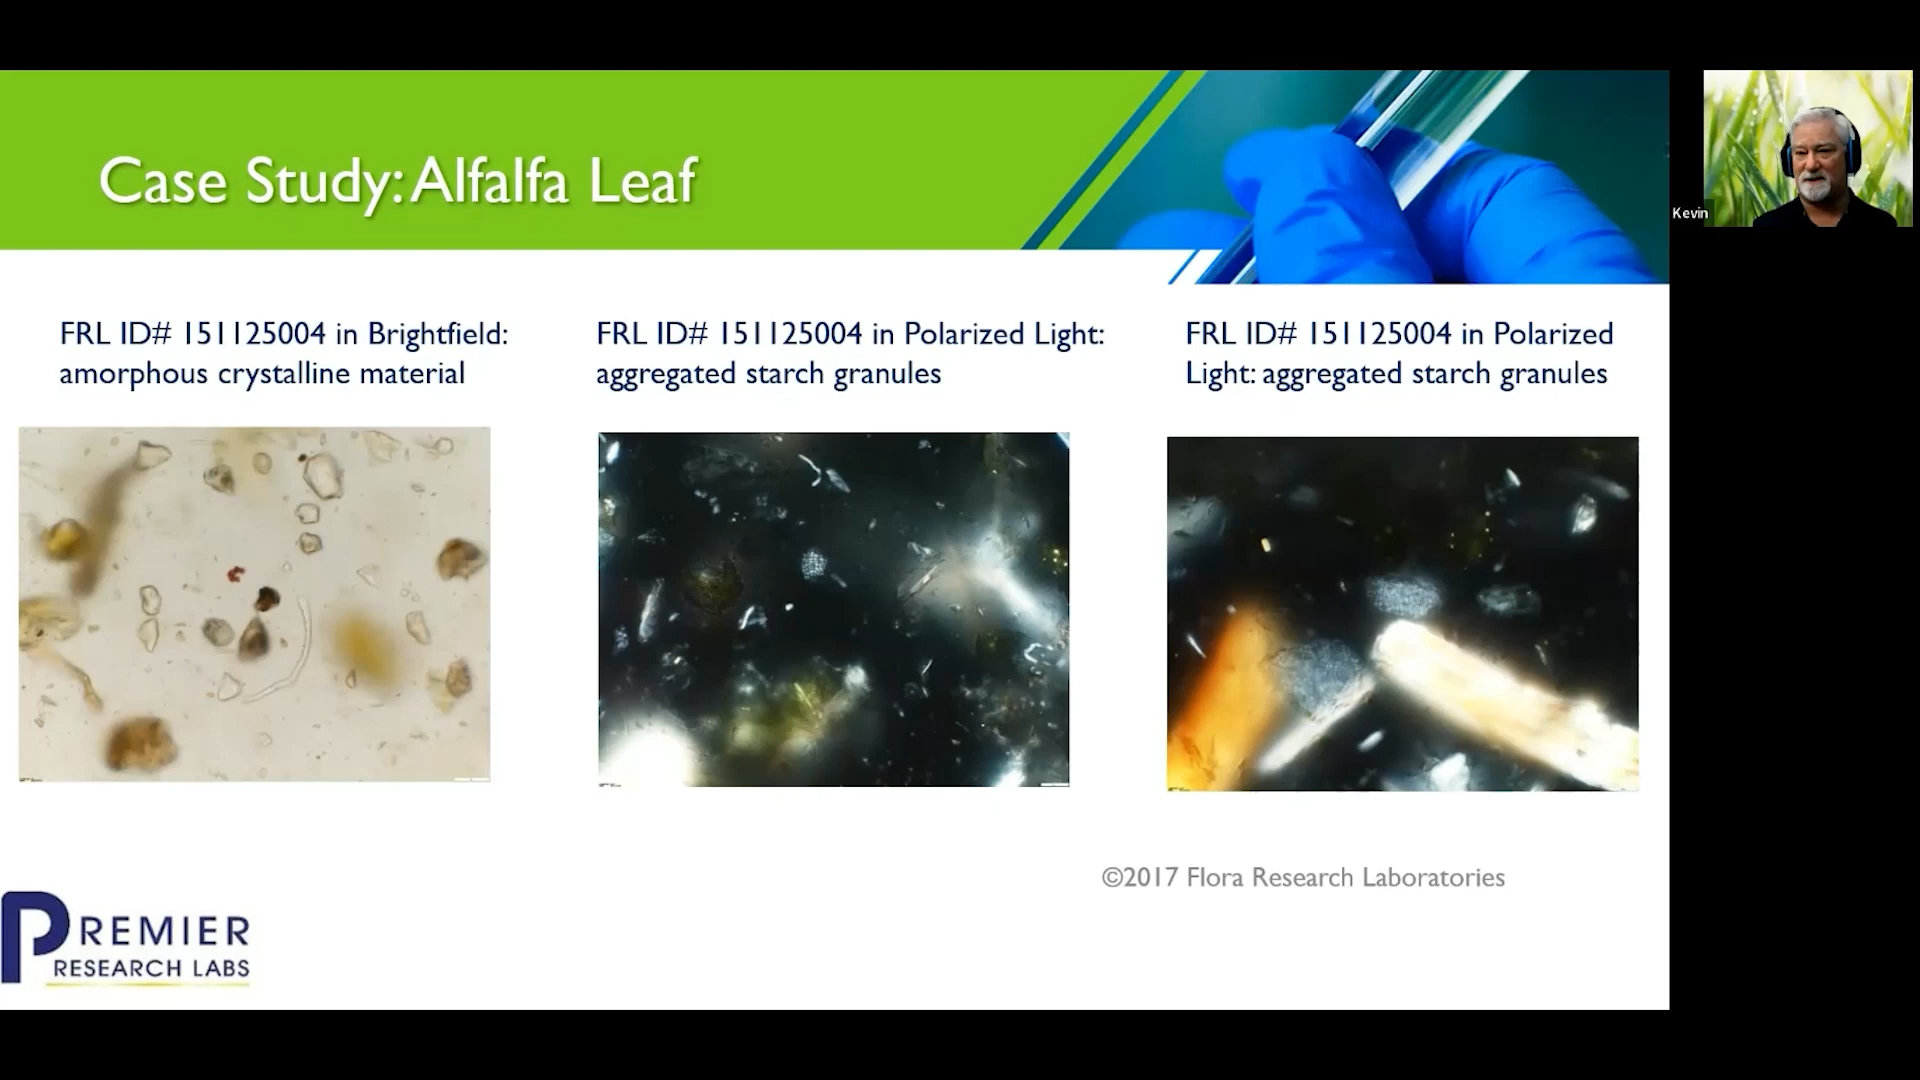 Case Study: Alfalfa Leaf
Kevin
FRL ID# 151125004 in Brightfield:
amorphous crystalline material
FRL ID# 151125004 in Polarized Light:
aggregated starch granules
FRL ID# 151125004 in Polarized
Light: aggregated starch granules
©2017 Flora Research Laboratories
PREMIER
RESEARCH LABS